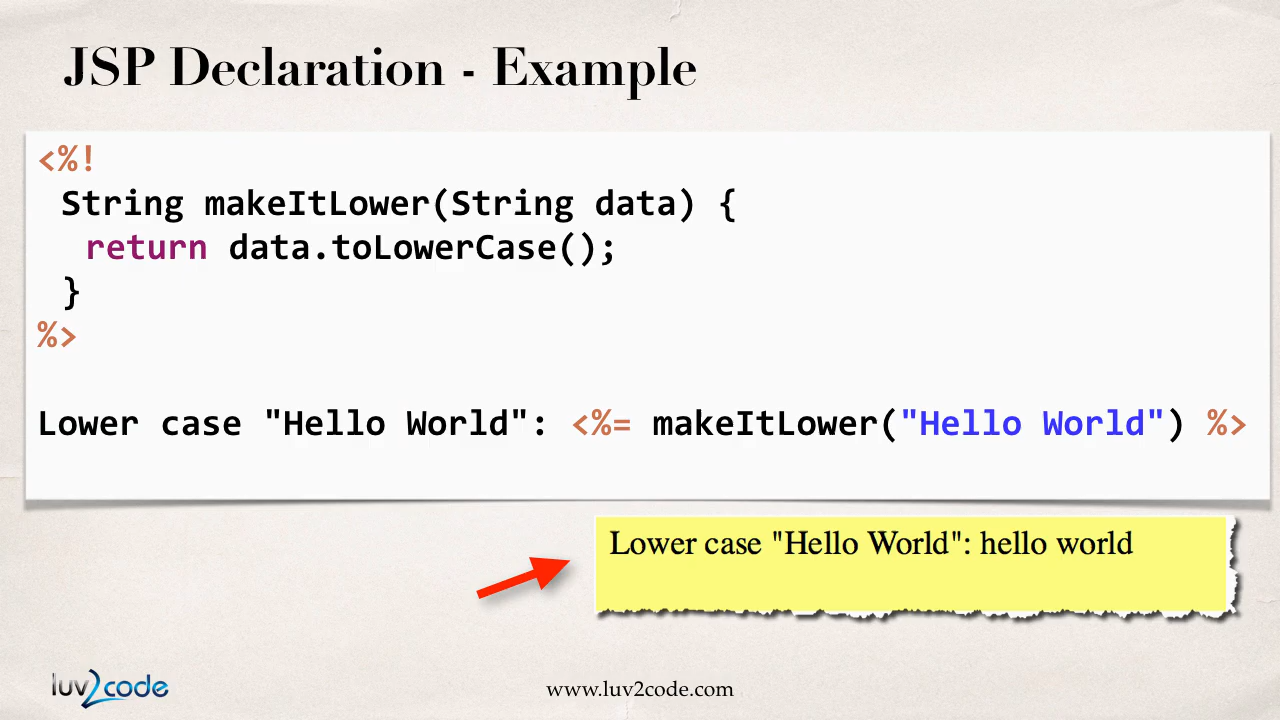 JSP Declaration - Example
<%!
String makeItLower(String data) {
return data.toLowerCase();
}
%>
Lower case "Hello World": <%= makeItLower("Hello World") %>
Lower case "Hello World": hello world
luv2code
www.luv2code.com